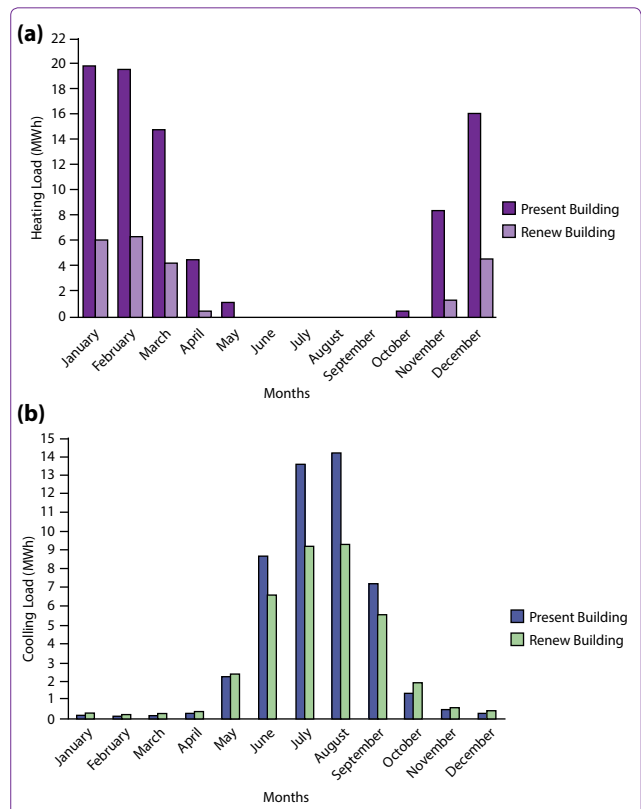 (a)
22
20
18
16
14
12
10
8
6
4
2
0
Heating Load (MWh)
Present Building
Renew Building
January
February
March
April
May
June
July
August
September
October
November
December
Months
(b)
15
14
13
12
11
10
9
8
7
6
5
4
3
2
1
0
Coolling Load (MWh)
Present Building
Renew Building
January
February
March
April
May
June
July
August
September
October
November
December
Months